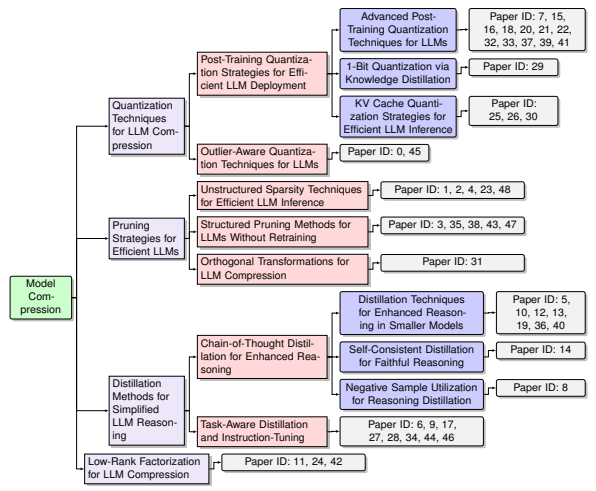 Model
Com-
pression
Quantization
Techniques
for LLM Com-
pression
Post-Training Quantiza-
tion Strategies for Effi-
cient LLM Deployment
Advanced Post-
Training Quantization
Techniques for LLMs
Paper ID: 7, 15,
16, 18, 20, 21, 22,
32, 33, 37, 39, 41
1-Bit Quantization via
Knowledge Distillation
Paper ID: 29
KV Cache Quanti-
zation Strategies for
Efficient LLM Inference
Paper ID:
25, 26, 30
Outlier-Aware Quantiza-
tion Techniques for LLMs
Paper ID: 0, 45
Pruning
Strategies for
Efficient LLMs
Unstructured Sparsity Techniques
for Efficient LLM Inference
Paper ID: 1, 2, 4, 23, 48
Structured Pruning Methods for
LLMs Without Retraining
Paper ID: 3, 35, 38, 43, 47
Orthogonal Transformations for
LLM Compression
Paper ID: 31
Distillation
Methods for
Simplified
LLM Reason-
ing
Chain-of-Thought Distil-
lation for Enhanced Rea-
soning
Distillation Techniques
for Enhanced Reason-
ing in Smaller Models
Paper ID: 5,
10, 12, 13,
19, 36, 40
Self-Consistent Distillation
for Faithful Reasoning
Paper ID: 14
Negative Sample Utilization
for Reasoning Distillation
Paper ID: 8
Task-Aware Distillation
and Instruction-Tuning
Paper ID: 6, 9, 17,
27, 28, 34, 44, 46
Low-Rank Factorization
for LLM Compression
Paper ID: 11, 24, 42